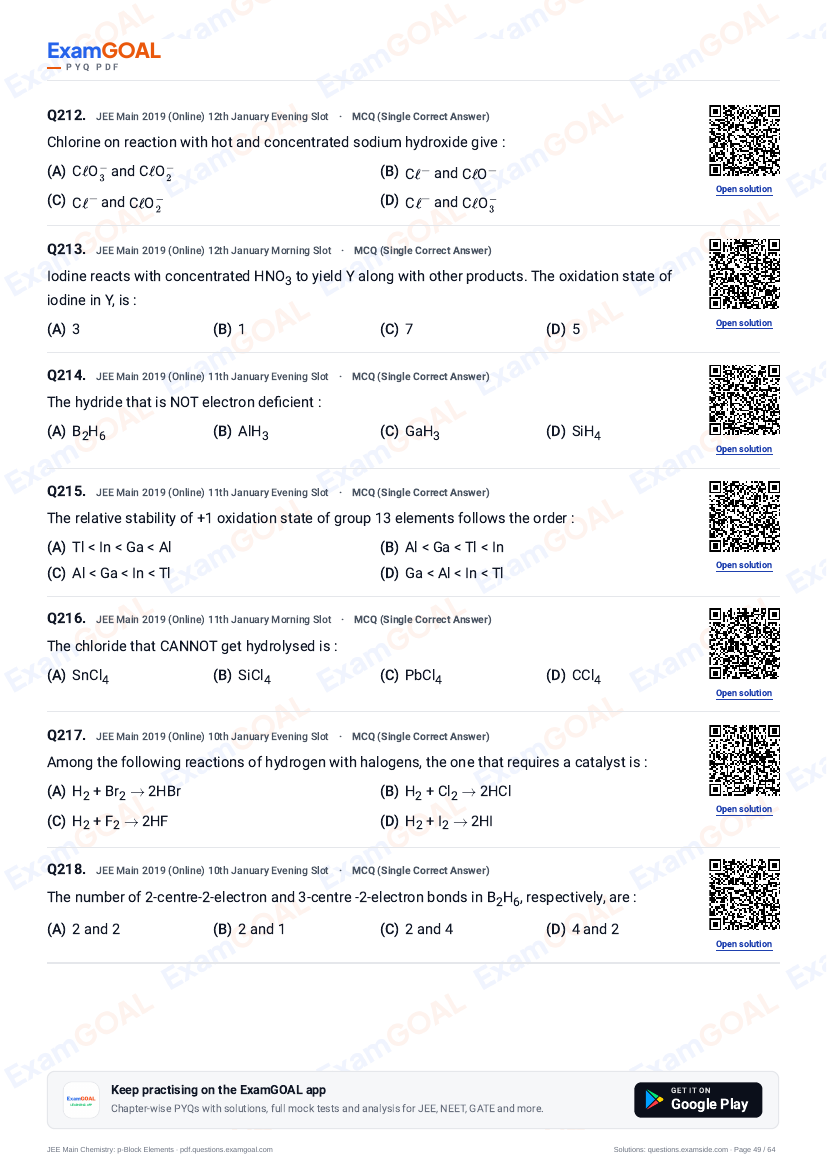 ExamGOAL
PYQ PDF
Q212. JEE Main 2019 (Online) 12th January Evening Slot · MCQ (Single Correct Answer)
Chlorine on reaction with hot and concentrated sodium hydroxide give :
(A) CℓO₃⁻ and CℓO₂⁻ (B) Cℓ⁻ and CℓO⁻
(C) Cℓ⁻ and CℓO₂⁻ (D) Cℓ⁻ and CℓO₃⁻
Open solution
Q213. JEE Main 2019 (Online) 12th January Morning Slot · MCQ (Single Correct Answer)
Iodine reacts with concentrated HNO₃ to yield Y along with other products. The oxidation state of
iodine in Y, is :
(A) 3 (B) 1 (C) 7 (D) 5
Open solution
Q214. JEE Main 2019 (Online) 11th January Evening Slot · MCQ (Single Correct Answer)
The hydride that is NOT electron deficient :
(A) B₂H₆ (B) AlH₃ (C) GaH₃ (D) SiH₄
Open solution
Q215. JEE Main 2019 (Online) 11th January Evening Slot · MCQ (Single Correct Answer)
The relative stability of +1 oxidation state of group 13 elements follows the order :
(A) Tl < In < Ga < Al (B) Al < Ga < Tl < In
(C) Al < Ga < In < Tl (D) Ga < Al < In < Tl
Open solution
Q216. JEE Main 2019 (Online) 11th January Morning Slot · MCQ (Single Correct Answer)
The chloride that CANNOT get hydrolysed is :
(A) SnCl₄ (B) SiCl₄ (C) PbCl₄ (D) CCl₄
Open solution
Q217. JEE Main 2019 (Online) 10th January Evening Slot · MCQ (Single Correct Answer)
Among the following reactions of hydrogen with halogens, the one that requires a catalyst is :
(A) H₂ + Br₂ → 2HBr (B) H₂ + Cl₂ → 2HCl
(C) H₂ + F₂ → 2HF (D) H₂ + I₂ → 2HI
Open solution
Q218. JEE Main 2019 (Online) 10th January Evening Slot · MCQ (Single Correct Answer)
The number of 2-centre-2-electron and 3-centre -2-electron bonds in B₂H₆, respectively, are :
(A) 2 and 2 (B) 2 and 1 (C) 2 and 4 (D) 4 and 2
Open solution
ExamGOAL
Keep practising on the ExamGOAL app
Chapter-wise PYQs with solutions, full mock tests and analysis for JEE, NEET, GATE and more.
GET IT ON
Google Play
JEE Main Chemistry: p-Block Elements · pdf.questions.examgoal.com Solutions: questions.examside.com · Page 49 / 64